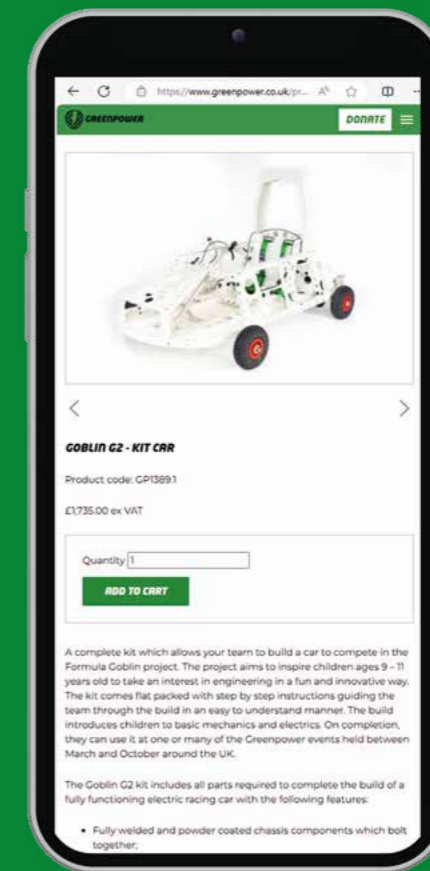 https://www.greenpower.co.uk/pr...
GREENPOWER
DONATE
GOBLIN G2 - KIT CAR
Product code: GP1389.1
£1,735.00 ex VAT
Quantity 1
ADD TO CART
A complete kit which allows your team to build a car to compete in the
Formula Goblin project. The project aims to inspire children ages 9 – 11
years old to take an interest in engineering in a fun and innovative way.
The kit comes flat packed with step by step instructions guiding the
team through the build in an easy to understand manner. The build
introduces children to basic mechanics and electrics. On completion,
they can use it at one or many of the Greenpower events held between
March and October around the UK.
The Goblin G2 kit includes all parts required to complete the build of a
fully functioning electric racing car with the following features:
• Fully welded and powder coated chassis components which bolt
together;